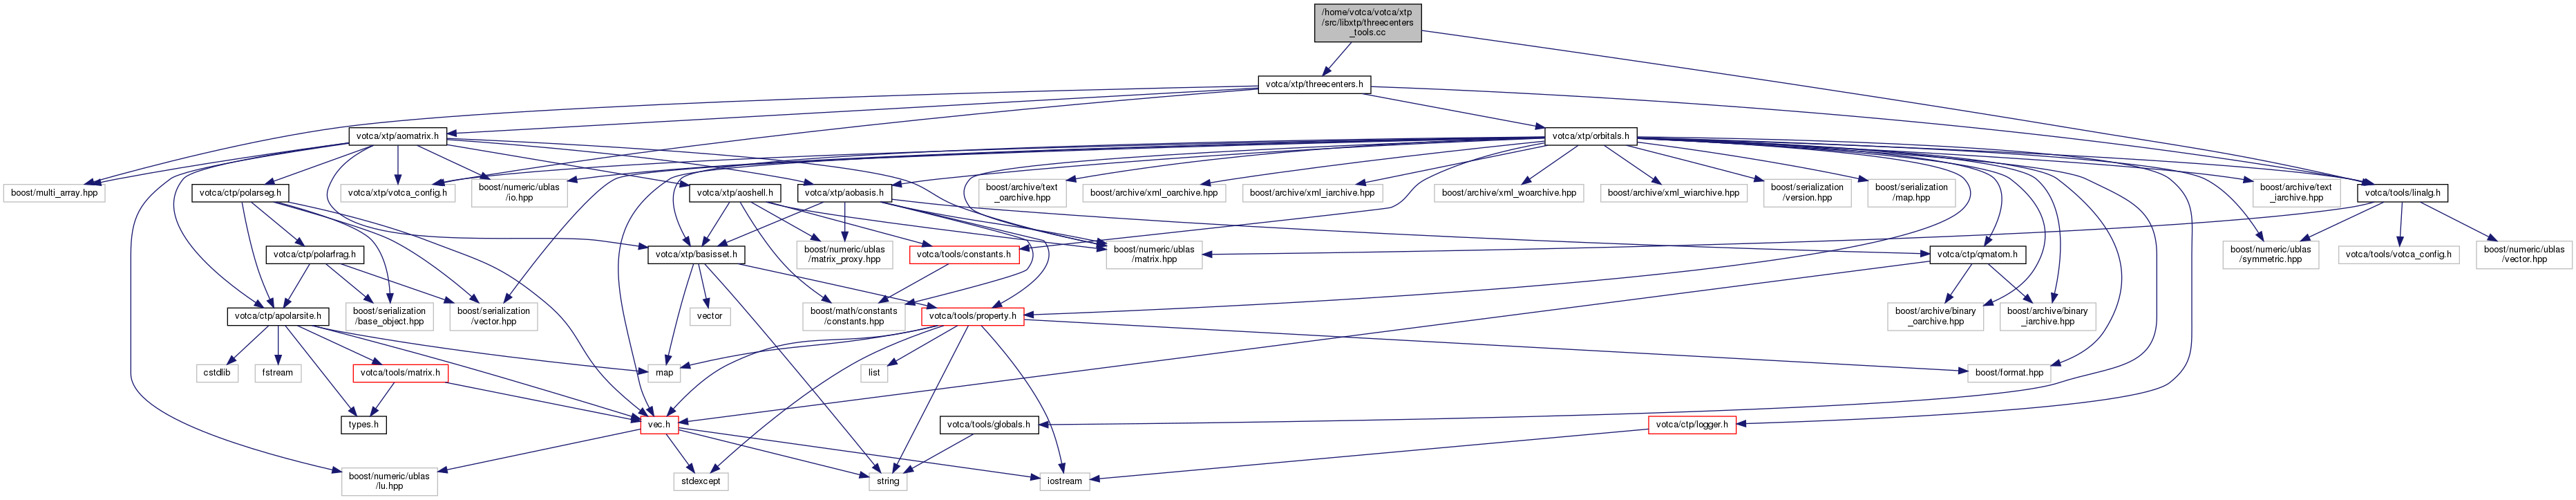 /home/votca/votca/xtp
/src/libxtp/threecenters
_tools.cc
votca/xtp/threecenters.h
votca/xtp/aomatrix.h
votca/xtp/orbitals.h
boost/multi_array.hpp
votca/ctp/polarseg.h
votca/xtp/votca_config.h
boost/numeric/ublas
/io.hpp
votca/xtp/aoshell.h
votca/xtp/aobasis.h
boost/archive/text
_oarchive.hpp
boost/archive/xml_oarchive.hpp
boost/archive/xml_iarchive.hpp
boost/archive/xml_woarchive.hpp
boost/archive/xml_wiarchive.hpp
boost/serialization
/version.hpp
boost/serialization
/map.hpp
boost/archive/text
_iarchive.hpp
votca/tools/linalg.h
votca/ctp/polarfrag.h
votca/xtp/basisset.h
boost/numeric/ublas
/matrix_proxy.hpp
votca/tools/constants.h
boost/numeric/ublas
/matrix.hpp
votca/ctp/qmatom.h
boost/numeric/ublas
/symmetric.hpp
votca/tools/votca_config.h
boost/numeric/ublas
/vector.hpp
votca/ctp/apolarsite.h
boost/serialization
/base_object.hpp
boost/serialization
/vector.hpp
vector
boost/math/constants
/constants.hpp
votca/tools/property.h
boost/archive/binary
_oarchive.hpp
boost/archive/binary
_iarchive.hpp
cstdlib
fstream
votca/tools/matrix.h
map
list
boost/format.hpp
types.h
vec.h
votca/tools/globals.h
votca/ctp/logger.h
boost/numeric/ublas
/lu.hpp
stdexcept
string
iostream